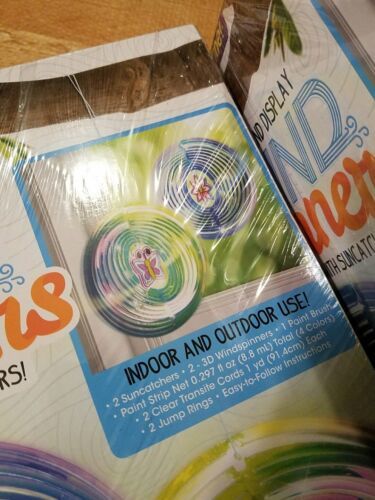 ND DISPLAY
ND
ners
TH SUNCATCH
rs
RS!
INDOOR AND OUTDOOR USE!
• 2 Suncatchers • 2 - 3D Windspinners • 1 Paint Brush
• Paint Strip Net 0.297 fl oz (8.8 mL) Total (4 Colors)
• 2 Clear Transite Cords 1 yd (91.4cm) Each
• 2 Jump Rings • Easy-to-Follow Instructions